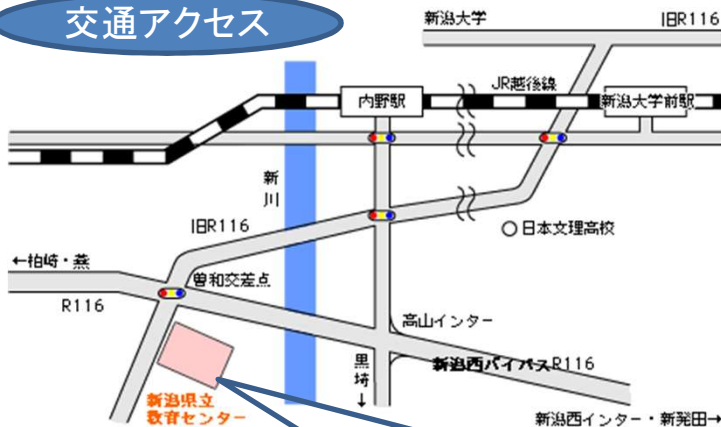 交通アクセス
新潟大学
旧R116
JR越後線
内野駅
新潟大学前駅
新川
旧R116
日本文理高校
←柏崎・燕
曽和交差点
R116
高山インター
黒埼↓
新潟西バイパスR116
新潟県立
教育センター
新潟西インター・新発田→